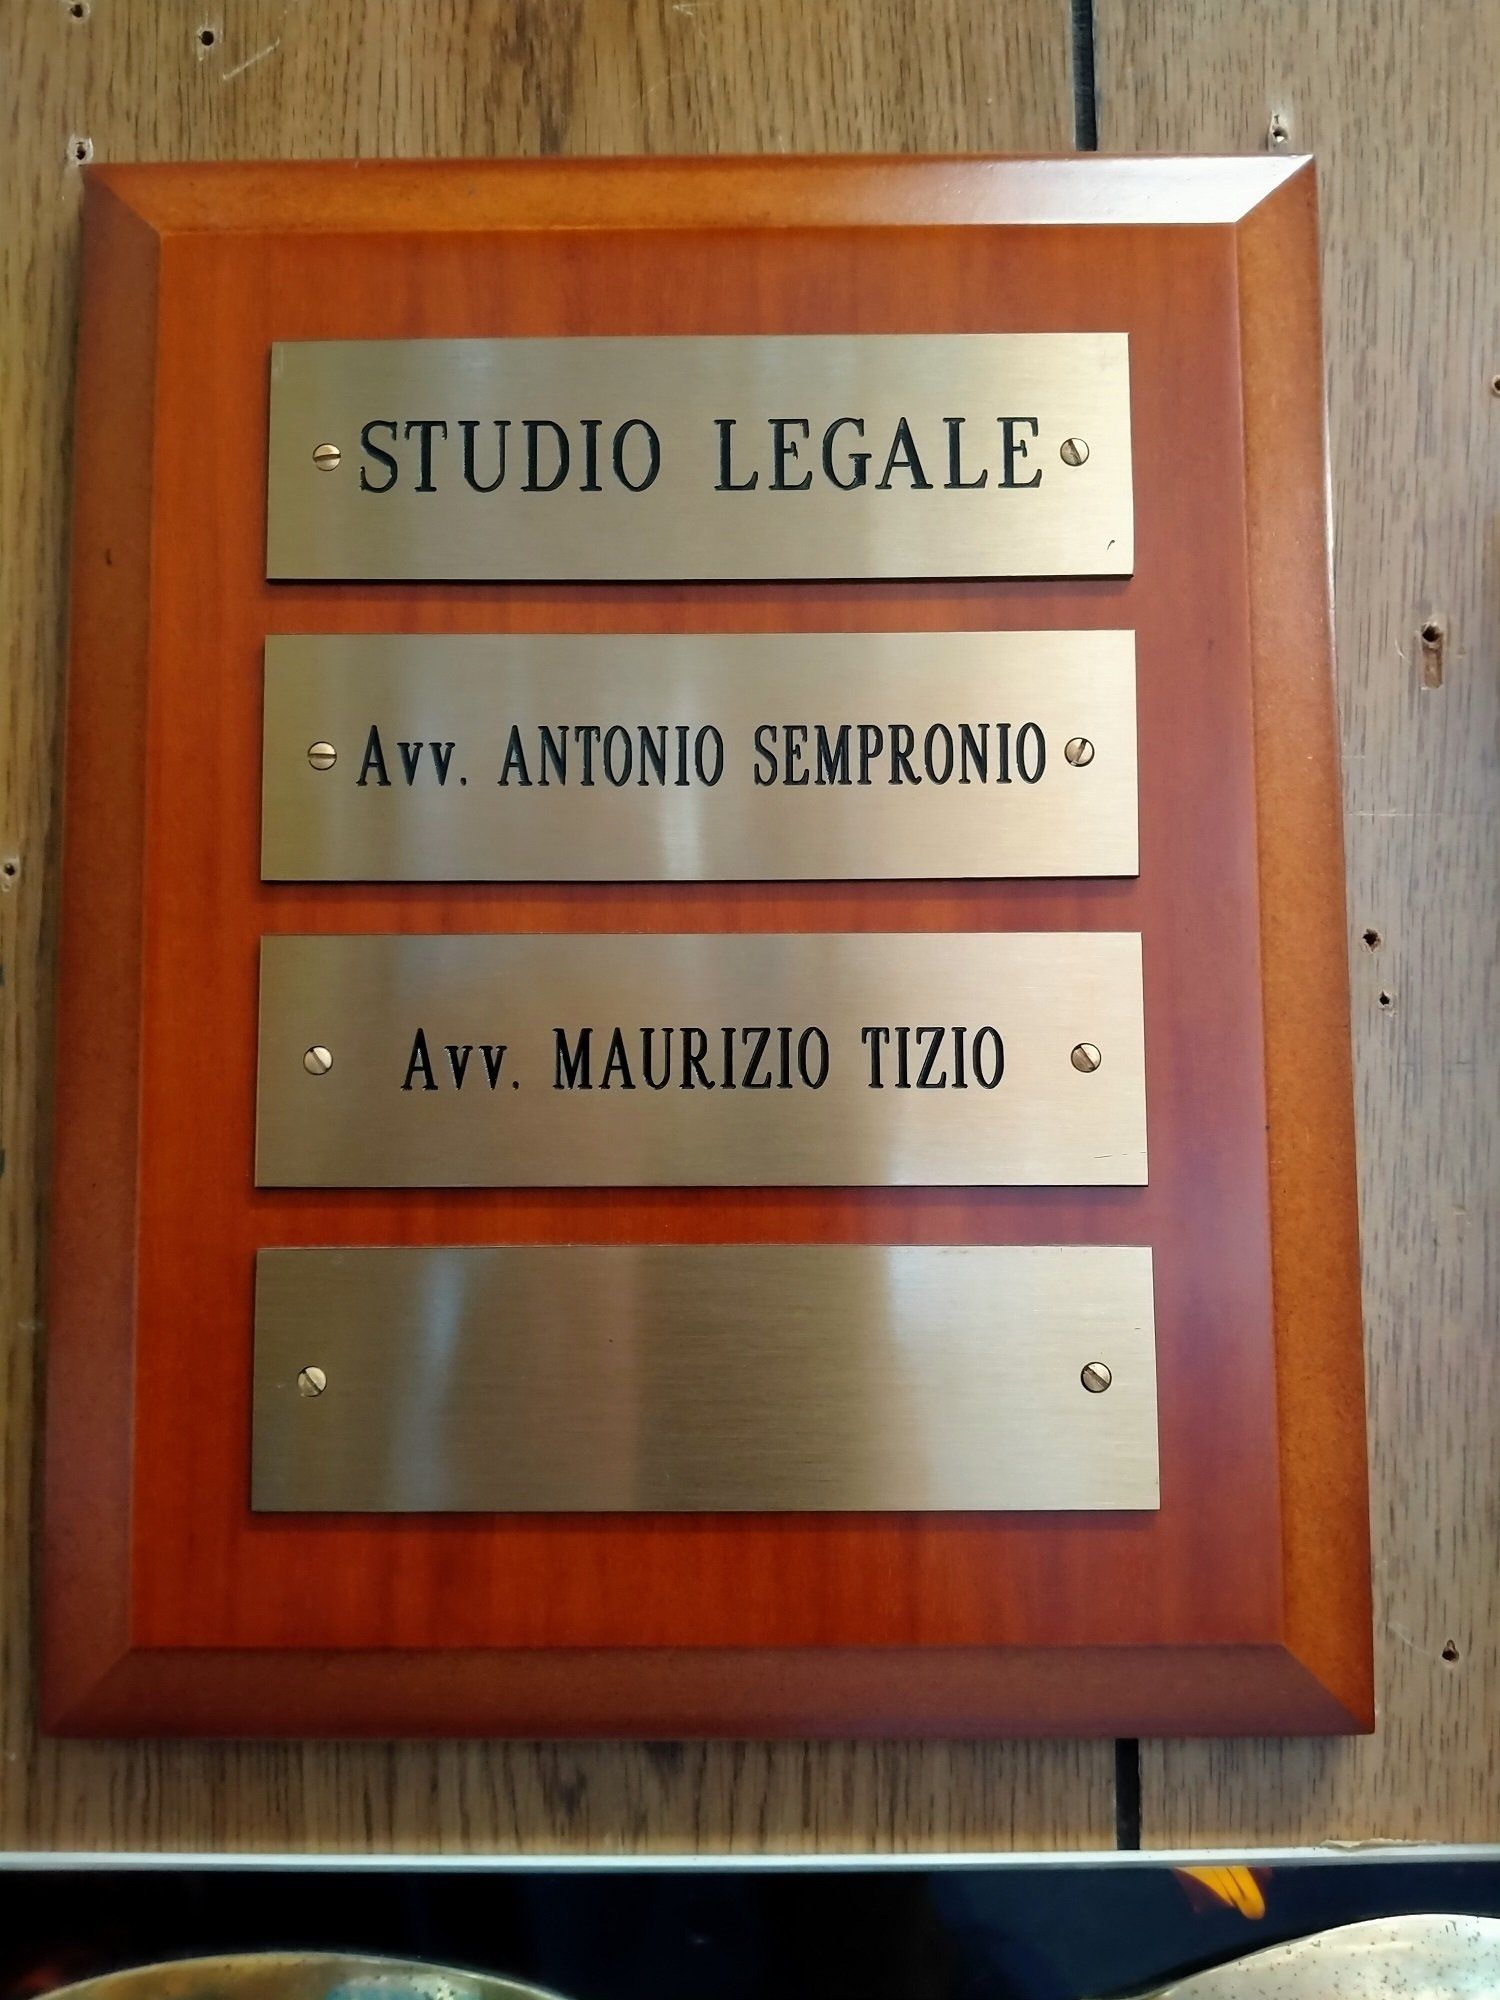 STUDIO LEGALE
Avv. ANTONIO SEMPRONIO
Avv. MAURIZIO TIZIO